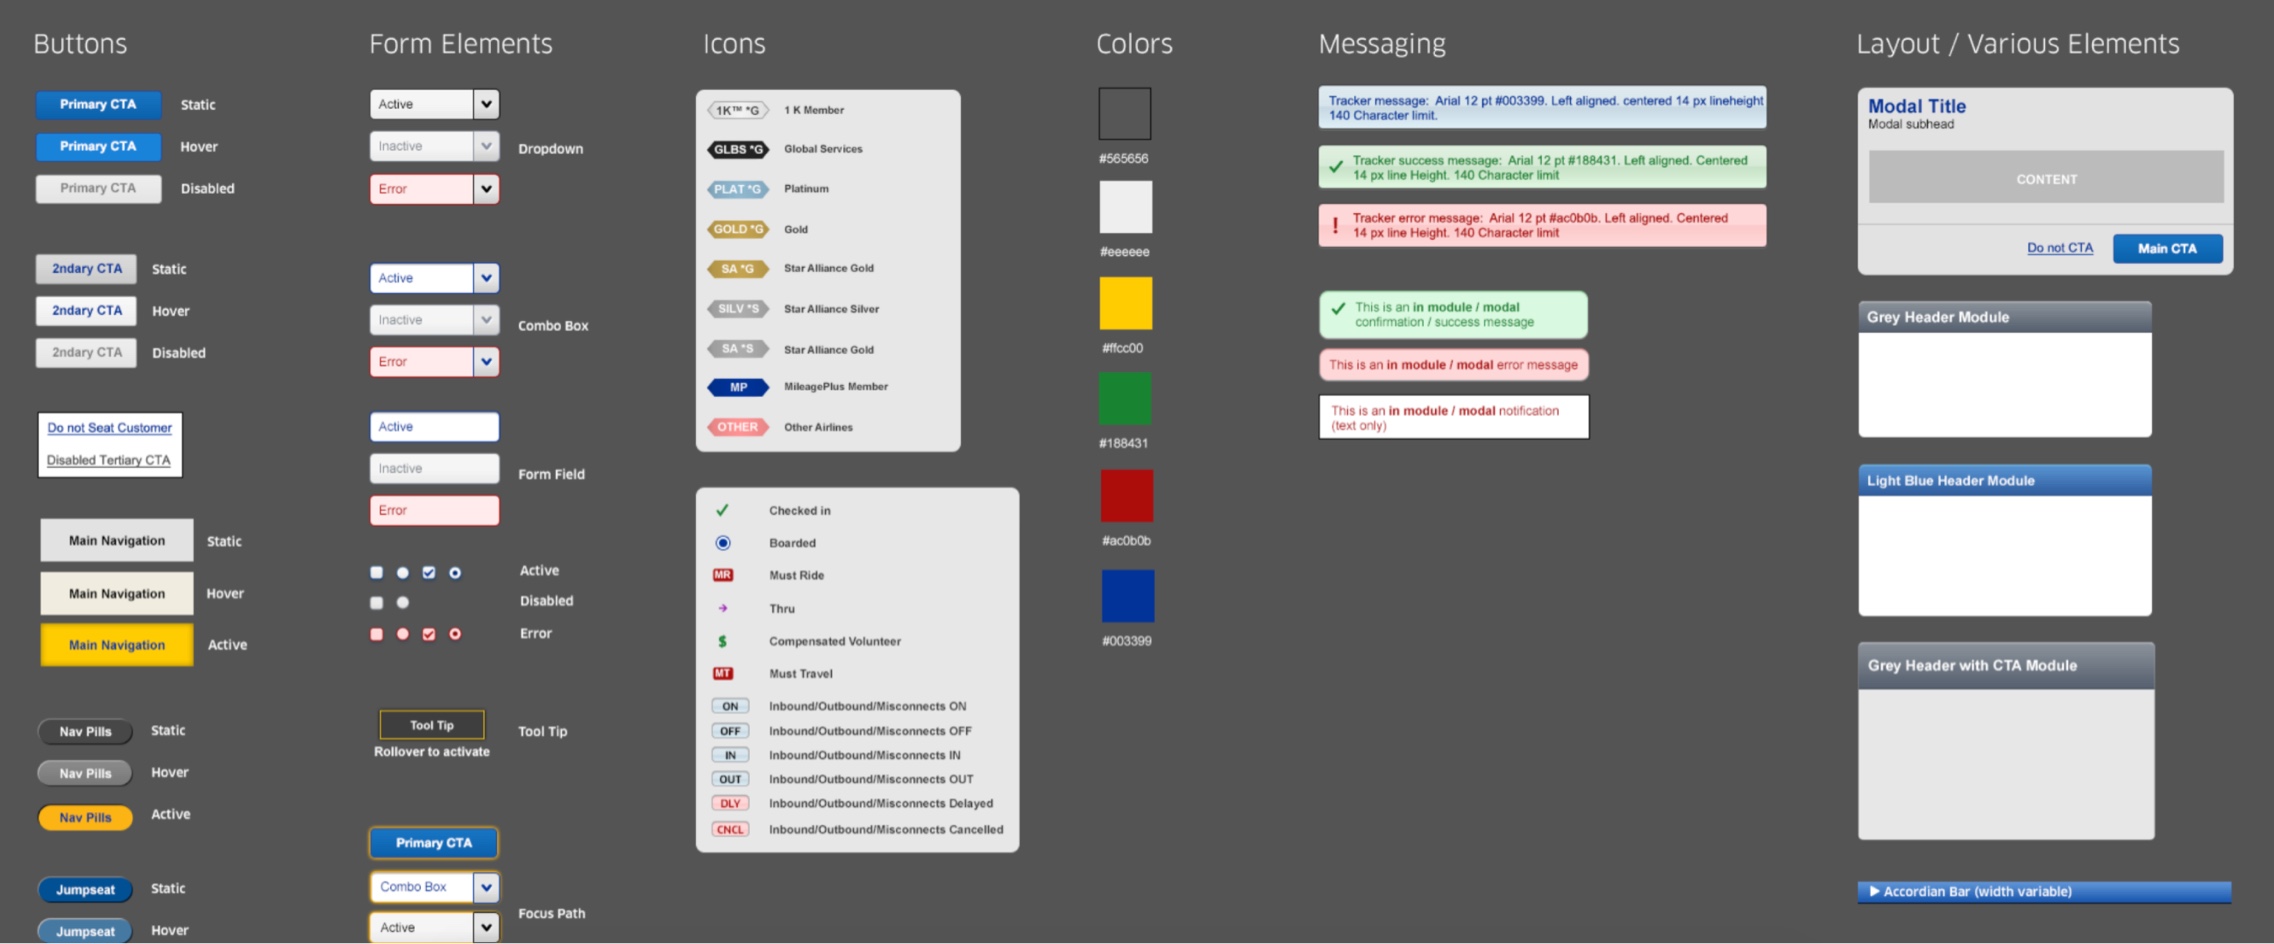 Buttons
Primary CTA Static
Primary CTA Hover
Primary CTA Disabled
2ndary CTA Static
2ndary CTA Hover
2ndary CTA Disabled
Do not Seat Customer
Disabled Tertiary CTA
Main Navigation Static
Main Navigation Hover
Main Navigation Active
Nav Pills Static
Nav Pills Hover
Nav Pills Active
Jumpseat Static
Jumpseat Hover
Form Elements
Active
Inactive Dropdown
Error
Active
Inactive Combo Box
Error
Active
Inactive Form Field
Error
Active
Disabled
Error
Tool Tip Tool Tip
Rollover to activate
Primary CTA
Combo Box
Focus Path
Active
Icons
1K™ *G 1 K Member
GLBS *G Global Services
PLAT *G Platinum
GOLD *G Gold
SA *G Star Alliance Gold
SILV *S Star Alliance Silver
SA *S Star Alliance Gold
MP MileagePlus Member
OTHER Other Airlines
Checked in
Boarded
MR Must Ride
Thru
$ Compensated Volunteer
MT Must Travel
ON Inbound/Outbound/Misconnects ON
OFF Inbound/Outbound/Misconnects OFF
IN Inbound/Outbound/Misconnects IN
OUT Inbound/Outbound/Misconnects OUT
DLY Inbound/Outbound/Misconnects Delayed
CNCL Inbound/Outbound/Misconnects Cancelled
Colors
#565656
#eeeeee
#ffcc00
#188431
#ac0b0b
#003399
Messaging
Tracker message: Arial 12 pt #003399. Left aligned. centered 14 px lineheight
140 Character limit.
Tracker success message: Arial 12 pt #188431. Left aligned. Centered
14 px line Height. 140 Character limit
! Tracker error message: Arial 12 pt #ac0b0b. Left aligned. Centered
14 px line Height. 140 Character limit
This is an in module / modal
confirmation / success message
This is an in module / modal error message
This is an in module / modal notification
(text only)
Layout / Various Elements
Modal Title
Modal subhead
CONTENT
Do not CTA Main CTA
Grey Header Module
Light Blue Header Module
Grey Header with CTA Module
Accordian Bar (width variable)